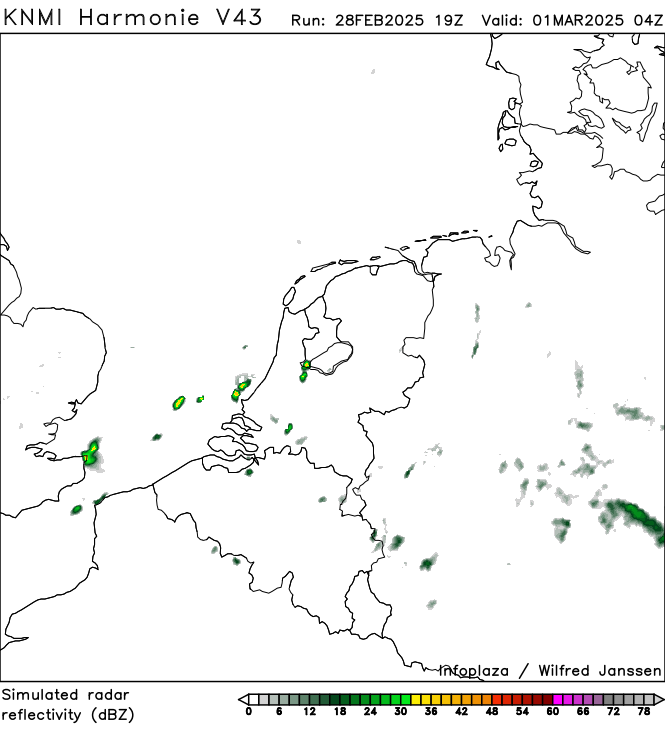 KNMI Harmonie V43 Run: 28FEB2025 19Z Valid: 01MAR2025 04Z
Infoplaza / Wilfred Janssen
Simulated radar
reflectivity (dBZ)
0 6 12 18 24 30 36 42 48 54 60 66 72 78